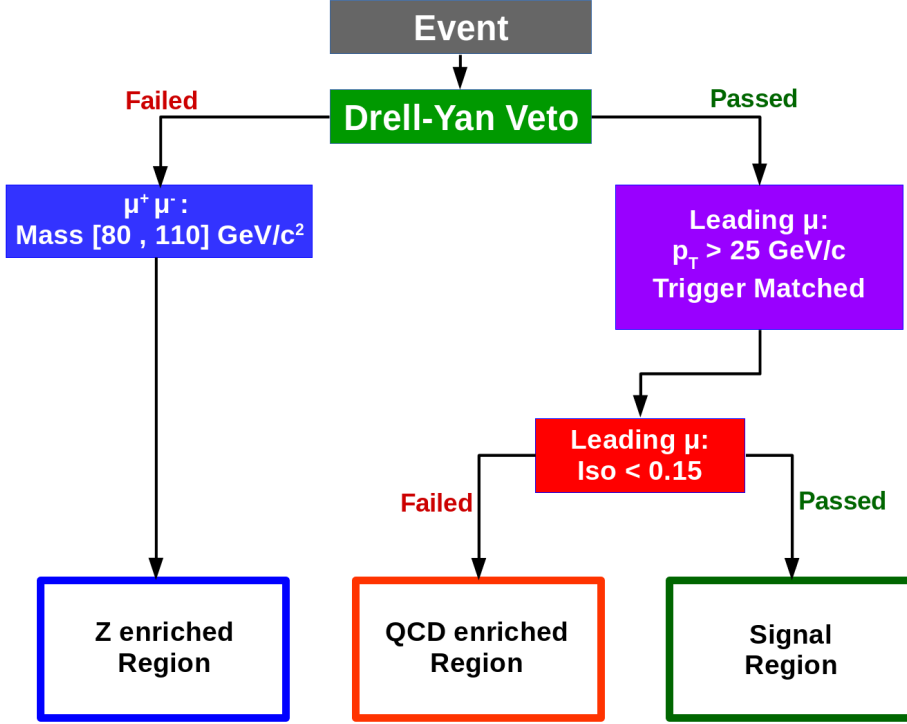 Event
Failed
Passed
Drell-Yan Veto
μ⁺ μ⁻ :
Mass [80 , 110] GeV/c²
Leading μ:
p_T > 25 GeV/c
Trigger Matched
Leading μ:
Iso < 0.15
Failed
Passed
Z enriched
Region
QCD enriched
Region
Signal
Region